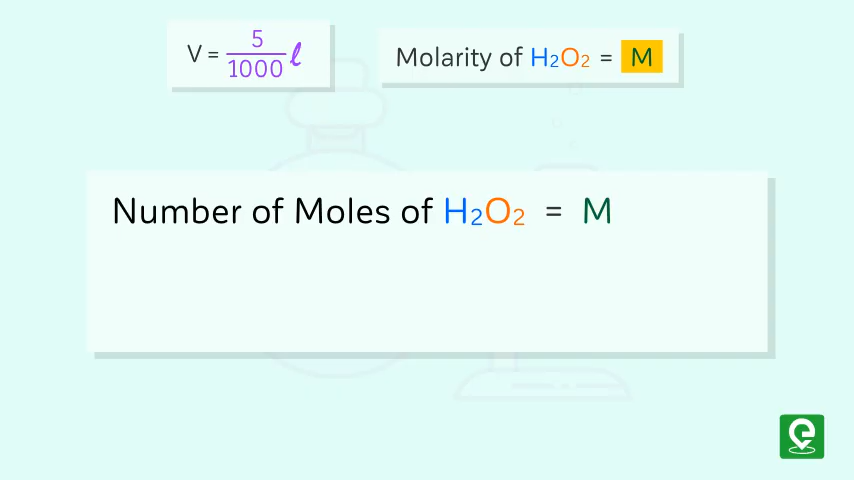 V = 5/1000 ℓ
Molarity of H₂O₂ = M
Number of Moles of H₂O₂ = M